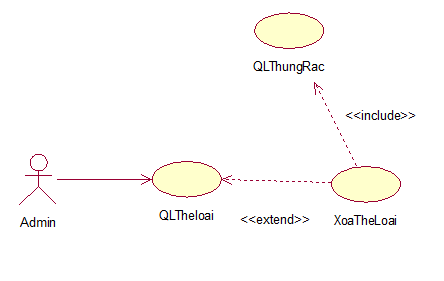 QLThungRac
<<include>>
QLTheloai
<<extend>>
XoaTheLoai
Admin